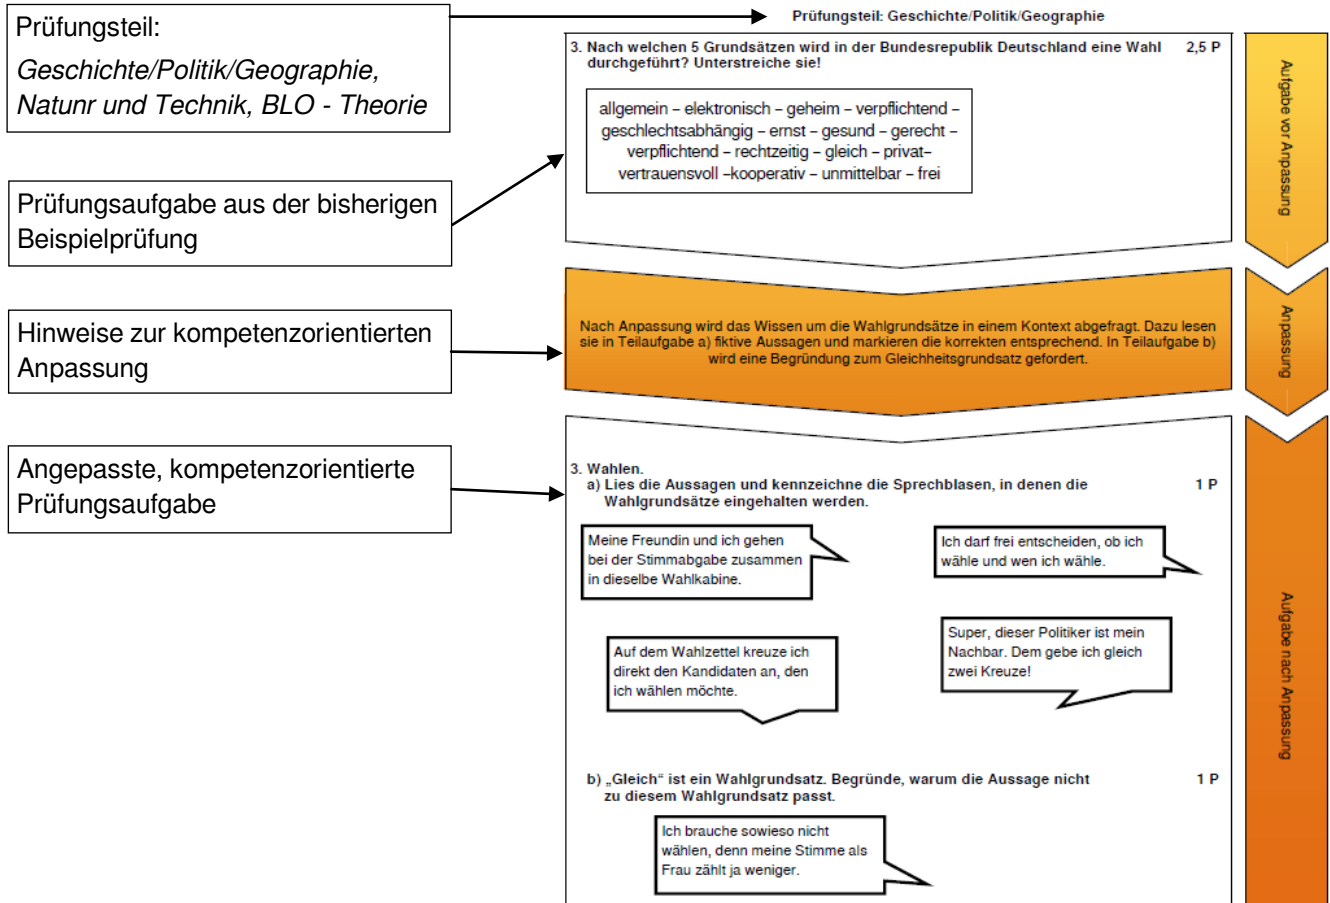 Prüfungsteil:
Geschichte/Politik/Geographie,
Natunr und Technik, BLO - Theorie
Prüfungsaufgabe aus der bisherigen
Beispielprüfung
Hinweise zur kompetenzorientierten
Anpassung
Angepasste, kompetenzorientierte
Prüfungsaufgabe
Prüfungsteil: Geschichte/Politik/Geographie
3. Nach welchen 5 Grundsätzen wird in der Bundesrepublik Deutschland eine Wahl 2,5 P
durchgeführt? Unterstreiche sie!
allgemein – elektronisch – geheim – verpflichtend –
geschlechtsabhängig – ernst – gesund – gerecht –
verpflichtend – rechtzeitig – gleich – privat–
vertrauensvoll –kooperativ – unmittelbar – frei
Aufgabe vor Anpassung
Nach Anpassung wird das Wissen um die Wahlgrundsätze in einem Kontext abgefragt. Dazu lesen
sie in Teilaufgabe a) fiktive Aussagen und markieren die korrekten entsprechend. In Teilaufgabe b)
wird eine Begründung zum Gleichheitsgrundsatz gefordert.
Anpassung
3. Wahlen.
a) Lies die Aussagen und kennzeichne die Sprechblasen, in denen die 1 P
Wahlgrundsätze eingehalten werden.
Meine Freundin und ich gehen
bei der Stimmabgabe zusammen
in dieselbe Wahlkabine.
Ich darf frei entscheiden, ob ich
wähle und wen ich wähle.
Auf dem Wahlzettel kreuze ich
direkt den Kandidaten an, den
ich wählen möchte.
Super, dieser Politiker ist mein
Nachbar. Dem gebe ich gleich
zwei Kreuze!
b) „Gleich“ ist ein Wahlgrundsatz. Begründe, warum die Aussage nicht 1 P
zu diesem Wahlgrundsatz passt.
Ich brauche sowieso nicht
wählen, denn meine Stimme als
Frau zählt ja weniger.
Aufgabe nach Anpassung